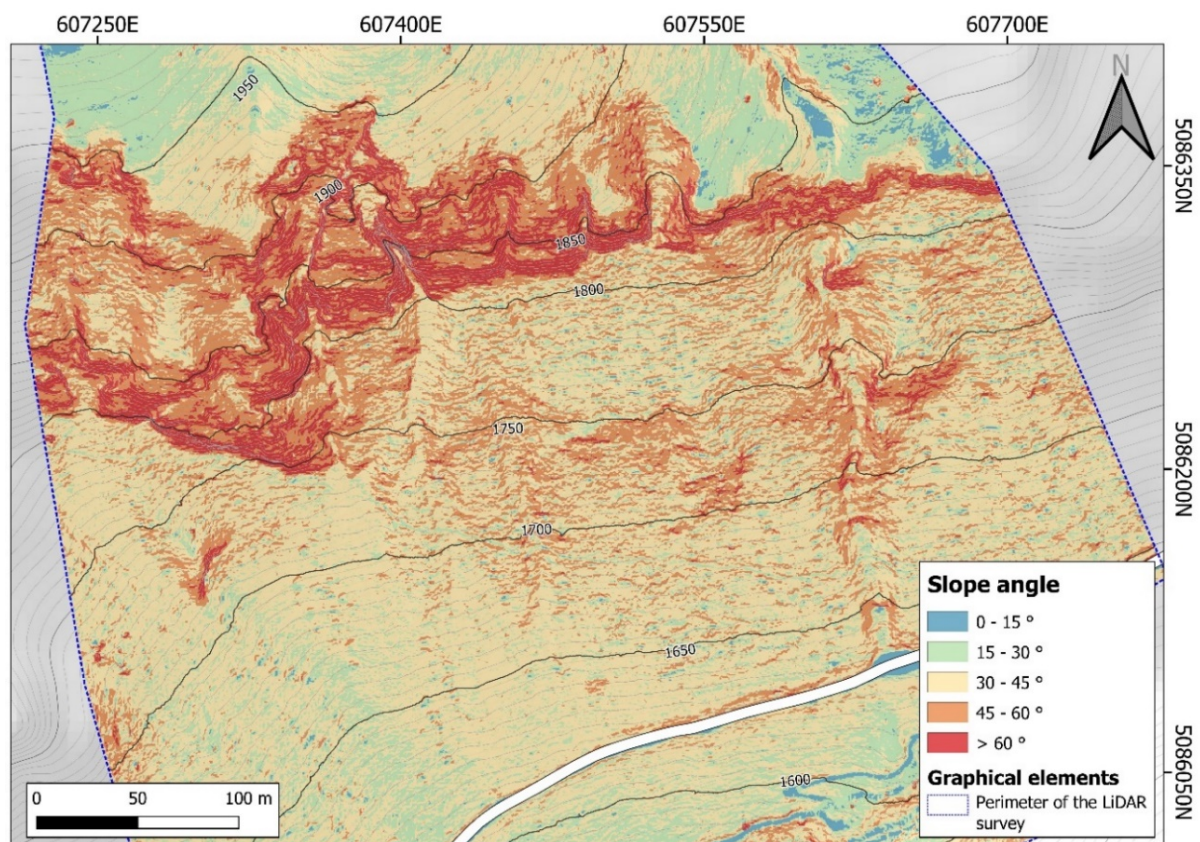 607250E
607400E
607550E
607700E
N
1950
5086350N
1900
1850
1800
1750
5086200N
1700
1650
Slope angle
0 - 15 °
15 - 30 °
30 - 45 °
45 - 60 °
> 60 °
Graphical elements
Perimeter of the LiDAR
survey
1600
5086050N
0 50 100 m